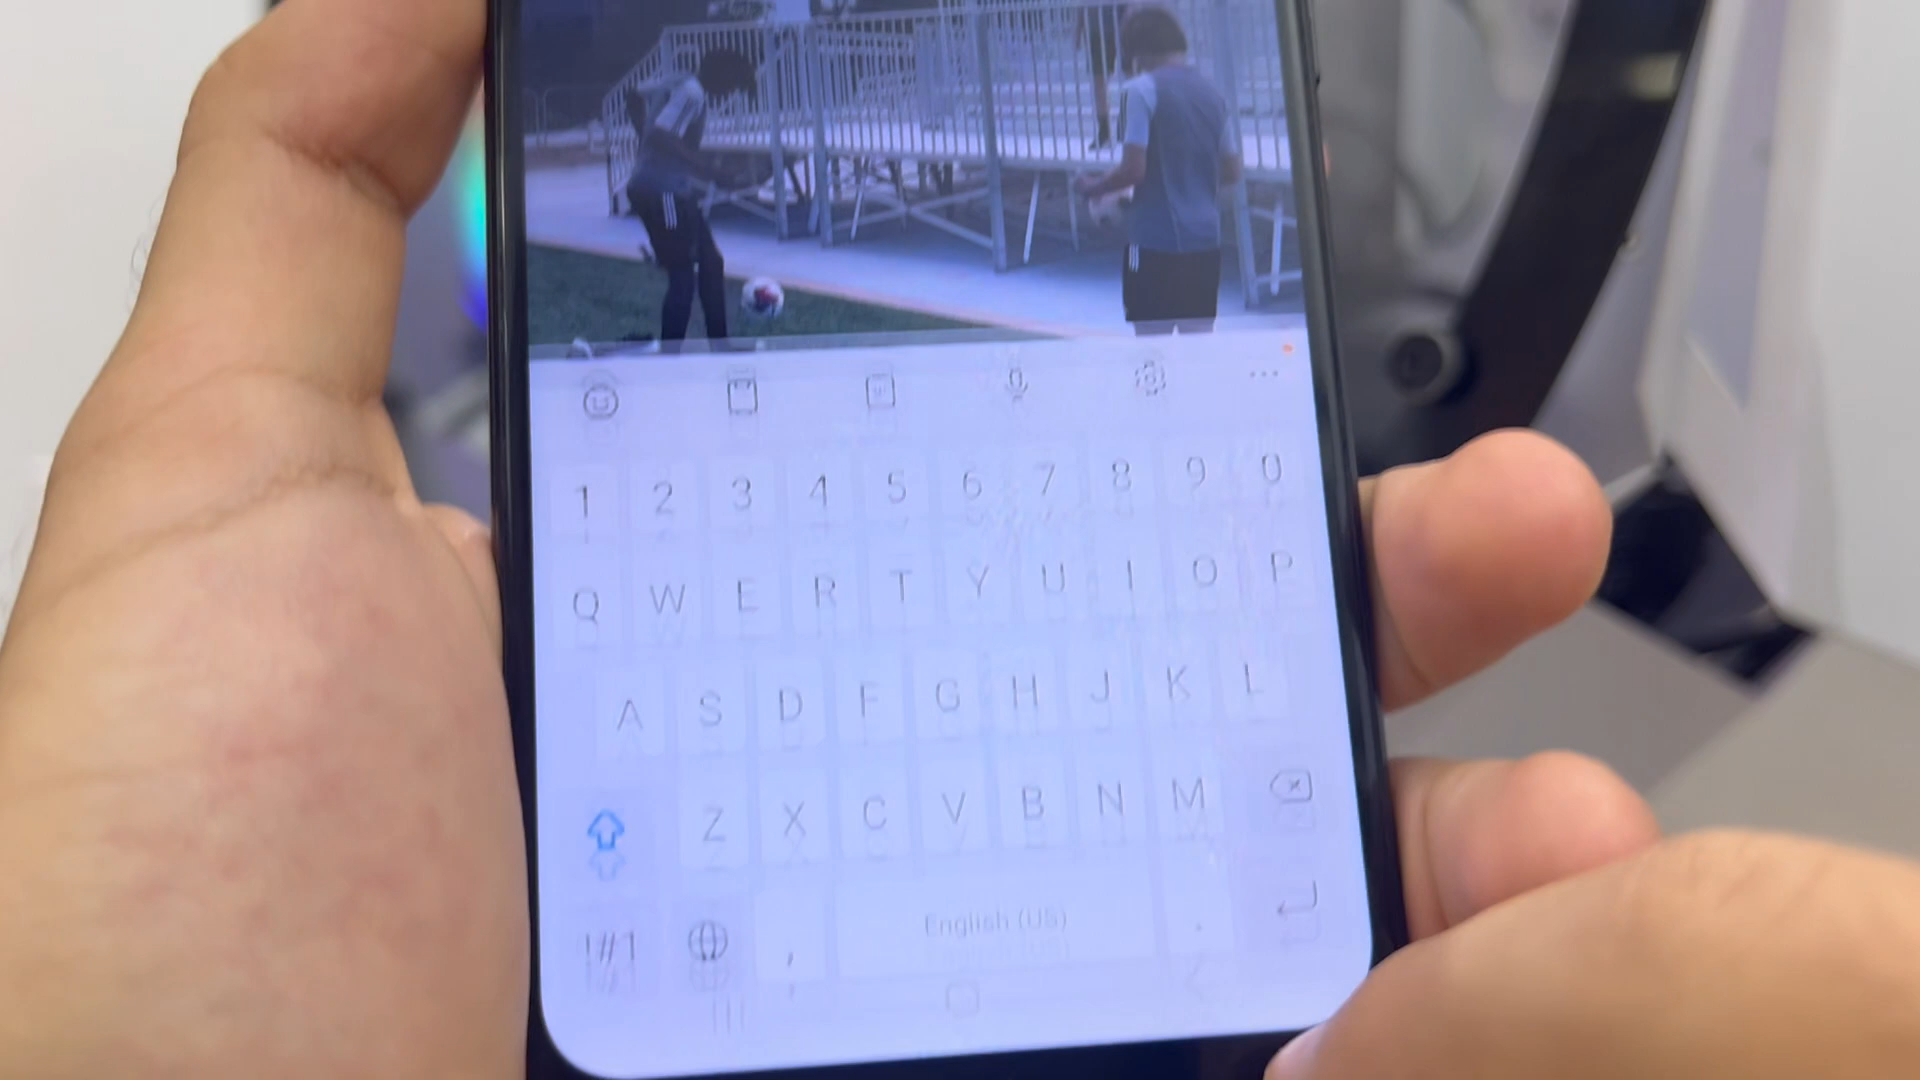 1 2 3 4 5 6 7 8 9 0
Q W E R T Y U I O P
A S D F G H J K L
Z X C V B N M
!#1 , English (US) .